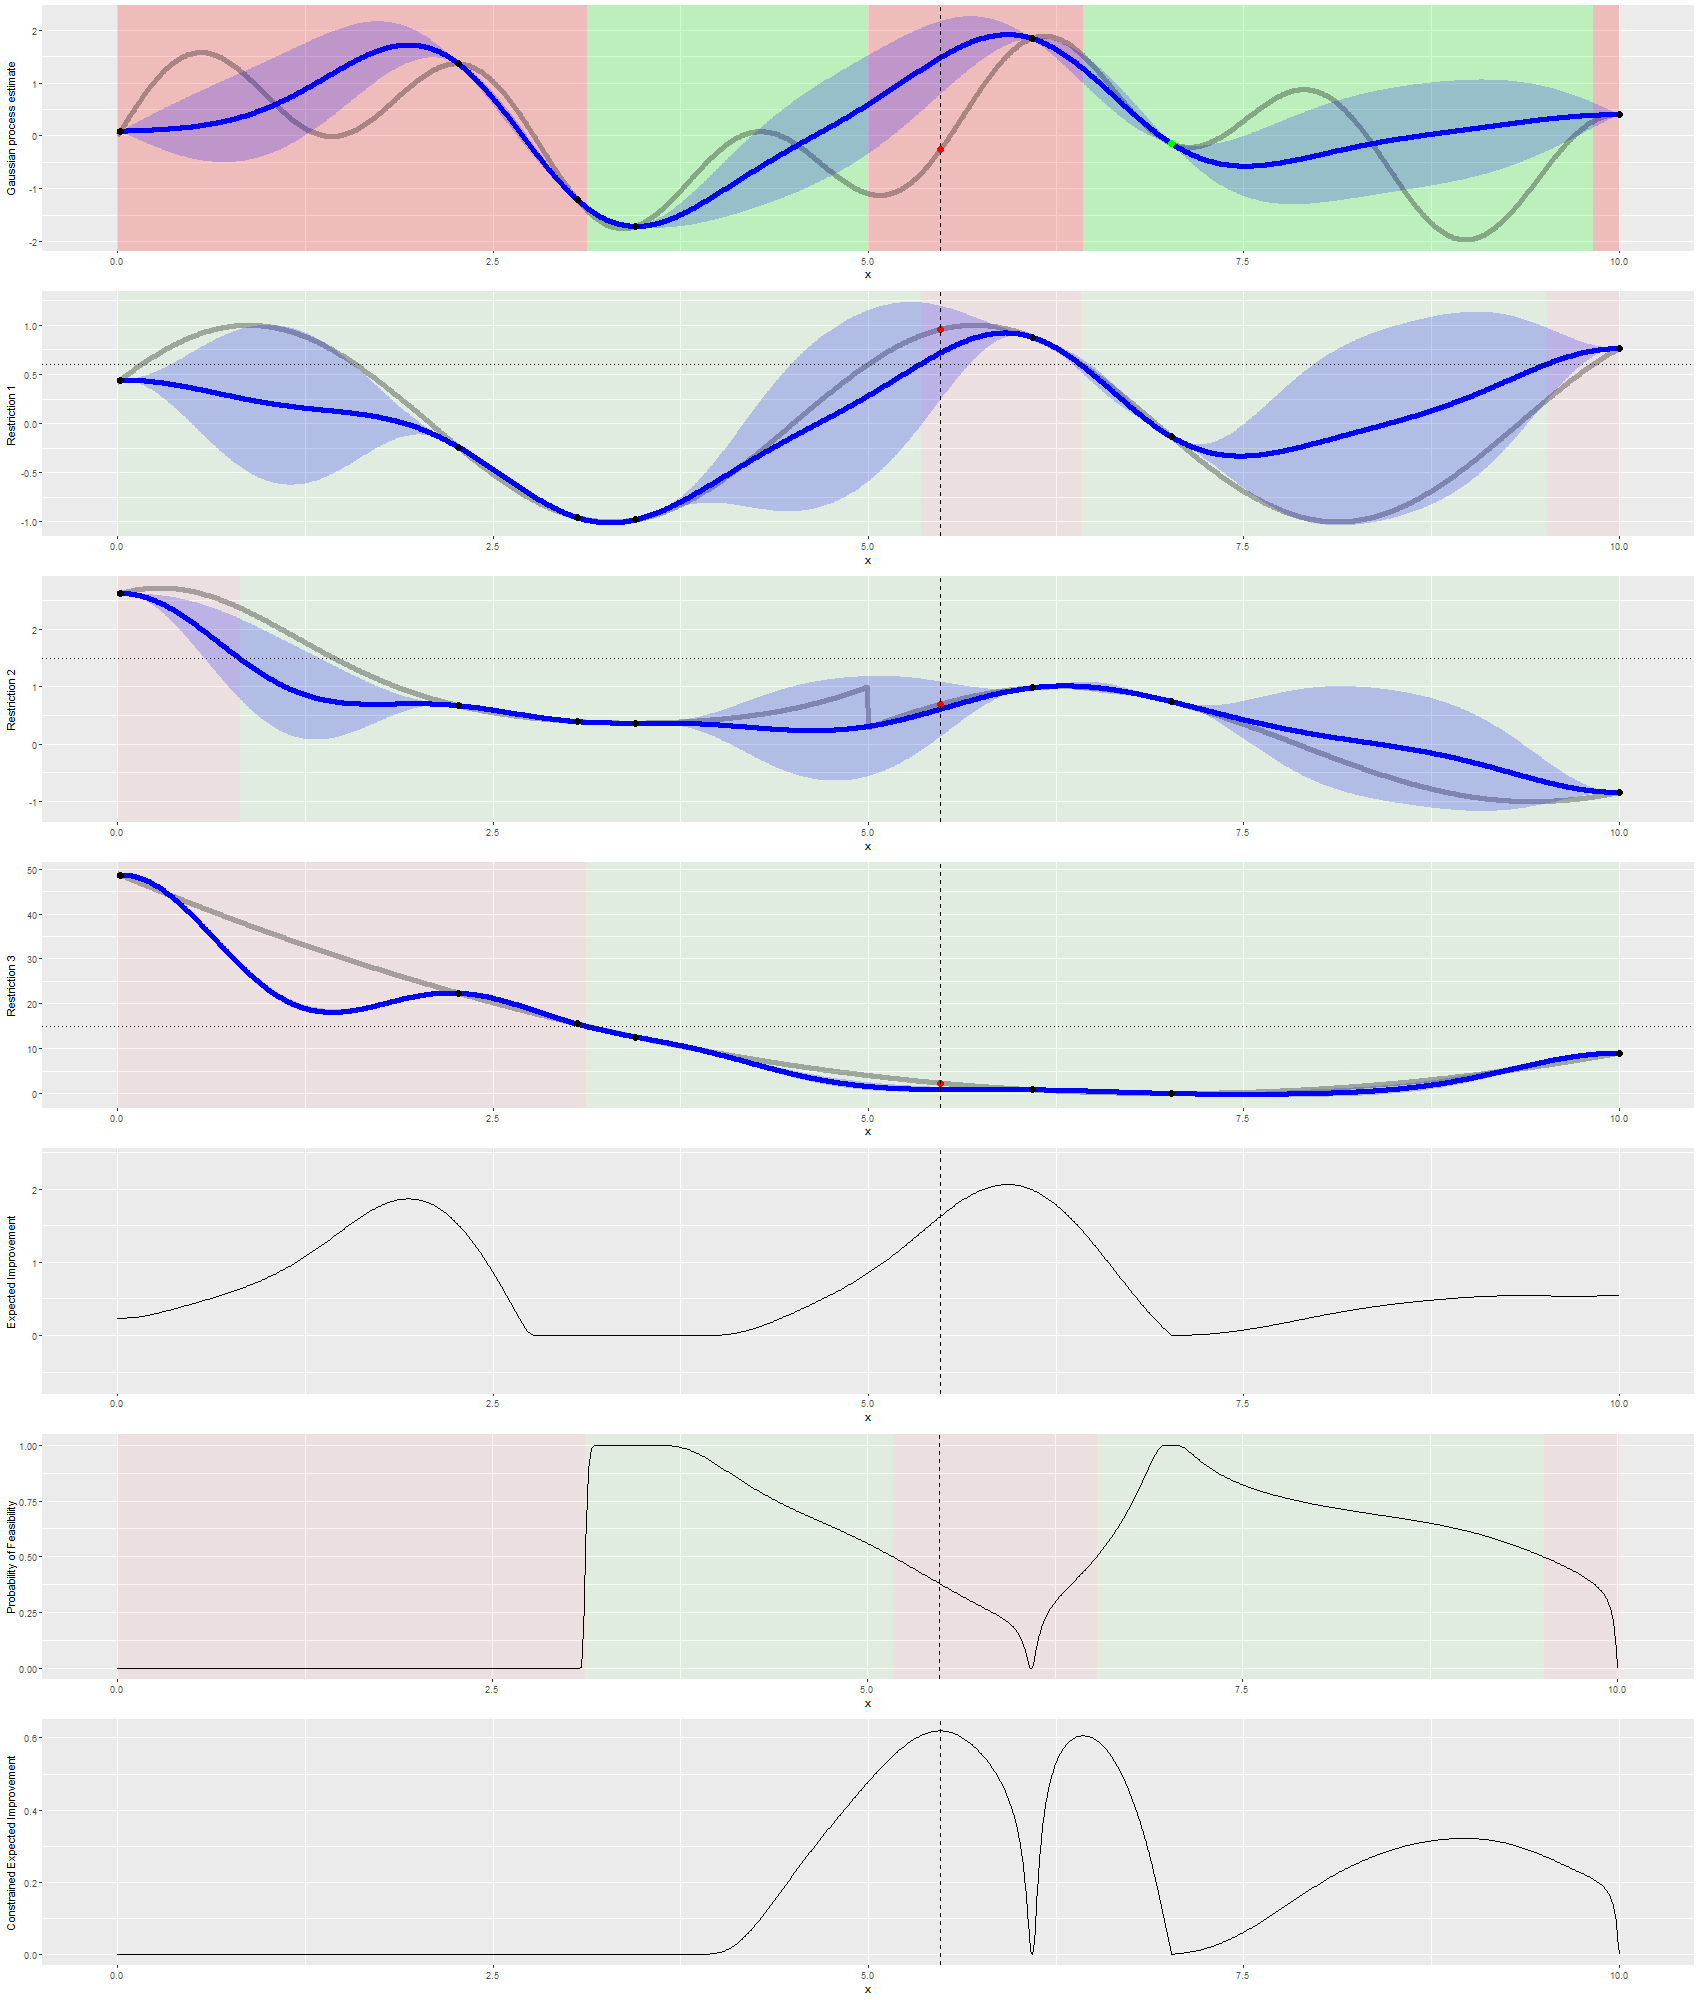 Gaussian process estimate
2
1
0
-1
-2
0.0 2.5 5.0 7.5 10.0
x
Restriction 1
1.0
0.5
0.0
-0.5
-1.0
0.0 2.5 5.0 7.5 10.0
x
Restriction 2
2
1
0
-1
0.0 2.5 5.0 7.5 10.0
x
Restriction 3
50
40
30
20
10
0
0.0 2.5 5.0 7.5 10.0
x
Expected Improvement
2
1
0
0.0 2.5 5.0 7.5 10.0
x
Probability of Feasibility
1.00
0.75
0.50
0.25
0.00
0.0 2.5 5.0 7.5 10.0
x
Constrained Expected Improvement
0.6
0.4
0.2
0.0
0.0 2.5 5.0 7.5 10.0
x